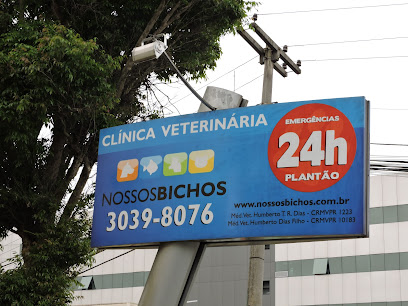 CLÍNICA VETERINÁRIA
EMERGÊNCIAS
24h
PLANTÃO
NOSSOSBICHOS
3039-8076
www.nossosbichos.com.br
Méd.Vet. Humberto T. R. Dias - CRMVPR 1223
Méd.Vet. Humberto Dias Filho - CRMVPR 10183